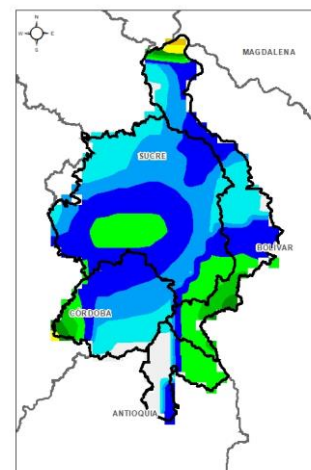 N
W E
S
MAGDALENA
SUCRE
BOLIVAR
CORDOBA
ANTIOQUIA